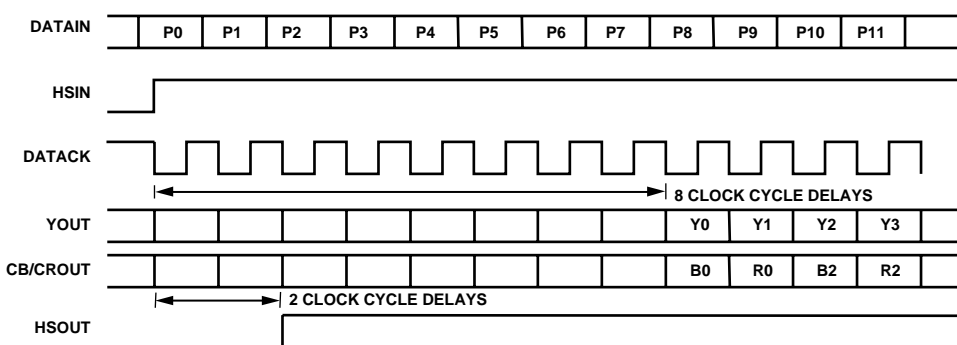 DATAIN P0 P1 P2 P3 P4 P5 P6 P7 P8 P9 P10 P11
HSIN
DATACK
8 CLOCK CYCLE DELAYS
YOUT Y0 Y1 Y2 Y3
CB/CROUT B0 R0 B2 R2
2 CLOCK CYCLE DELAYS
HSOUT